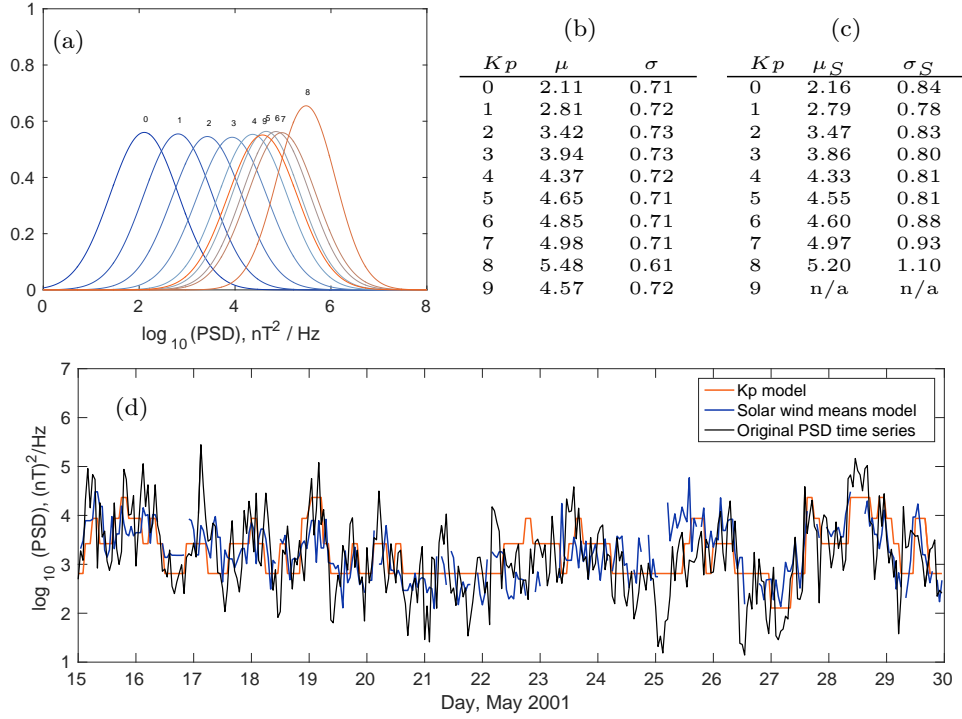 (a)
1
0.8
0.6
0.4
0.2
0
0 1 2 3 4 9 5 6 7 8
0 2 4 6 8
log 10 (PSD), nT2 / Hz
(b)
Kp μ σ
0 2.11 0.71
1 2.81 0.72
2 3.42 0.73
3 3.94 0.73
4 4.37 0.72
5 4.65 0.71
6 4.85 0.71
7 4.98 0.71
8 5.48 0.61
9 4.57 0.72
(c)
Kp μS σS
0 2.16 0.84
1 2.79 0.78
2 3.47 0.83
3 3.86 0.80
4 4.33 0.81
5 4.55 0.81
6 4.60 0.88
7 4.97 0.93
8 5.20 1.10
9 n/a n/a
(d)
7
6
5
4
3
2
1
log 10 (PSD), (nT)2/Hz
Kp model
Solar wind means model
Original PSD time series
15 16 17 18 19 20 21 22 23 24 25 26 27 28 29 30
Day, May 2001